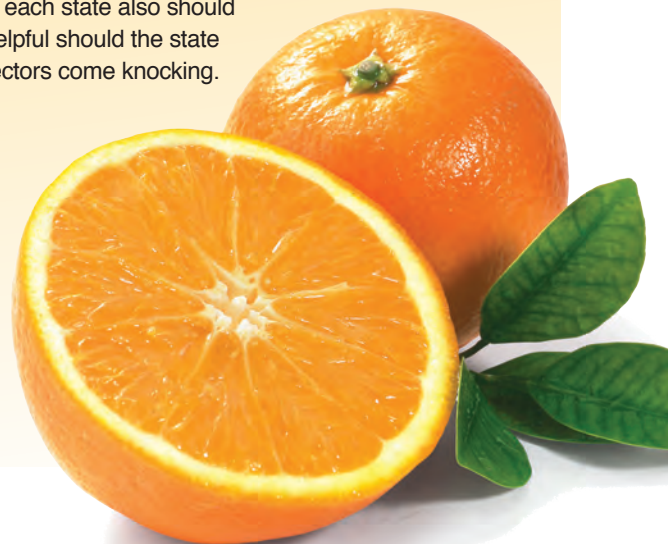 each state also should
elpful should the state
ectors come knocking.